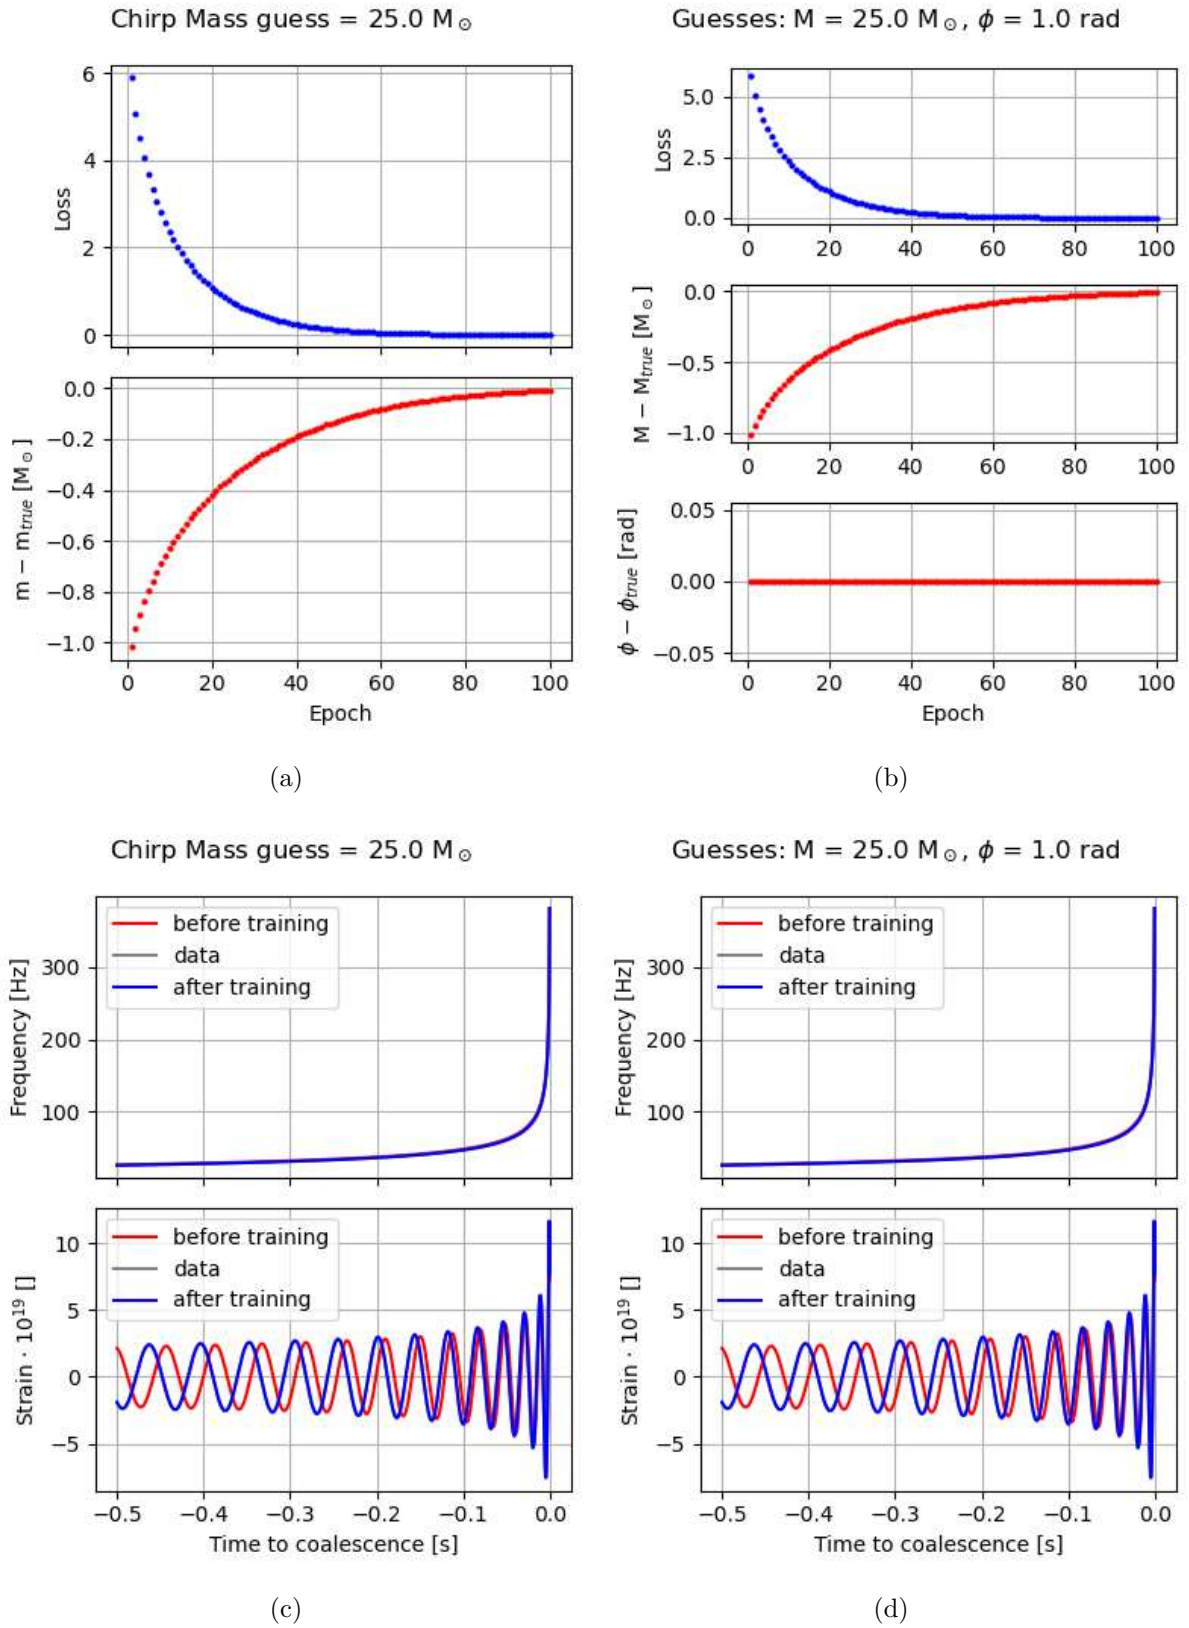 Chirp Mass guess = 25.0 M⊙
6
4
2
0
Loss
0.0
−0.2
−0.4
−0.6
−0.8
−1.0
m − m_true [M⊙]
0 20 40 60 80 100
Epoch
(a)
Guesses: M = 25.0 M⊙, ϕ = 1.0 rad
5.0
2.5
0.0
Loss
0 20 40 60 80 100
0.0
−0.5
−1.0
M − M_true [M⊙]
0 20 40 60 80 100
0.05
0.00
−0.05
ϕ − ϕ_true [rad]
0 20 40 60 80 100
Epoch
(b)
Chirp Mass guess = 25.0 M⊙
before training
data
after training
300
200
100
Frequency [Hz]
before training
data
after training
10
5
0
−5
Strain · 10^19 []
−0.5 −0.4 −0.3 −0.2 −0.1 0.0
Time to coalescence [s]
(c)
Guesses: M = 25.0 M⊙, ϕ = 1.0 rad
before training
data
after training
300
200
100
Frequency [Hz]
before training
data
after training
10
5
0
−5
Strain · 10^19 []
−0.5 −0.4 −0.3 −0.2 −0.1 0.0
Time to coalescence [s]
(d)